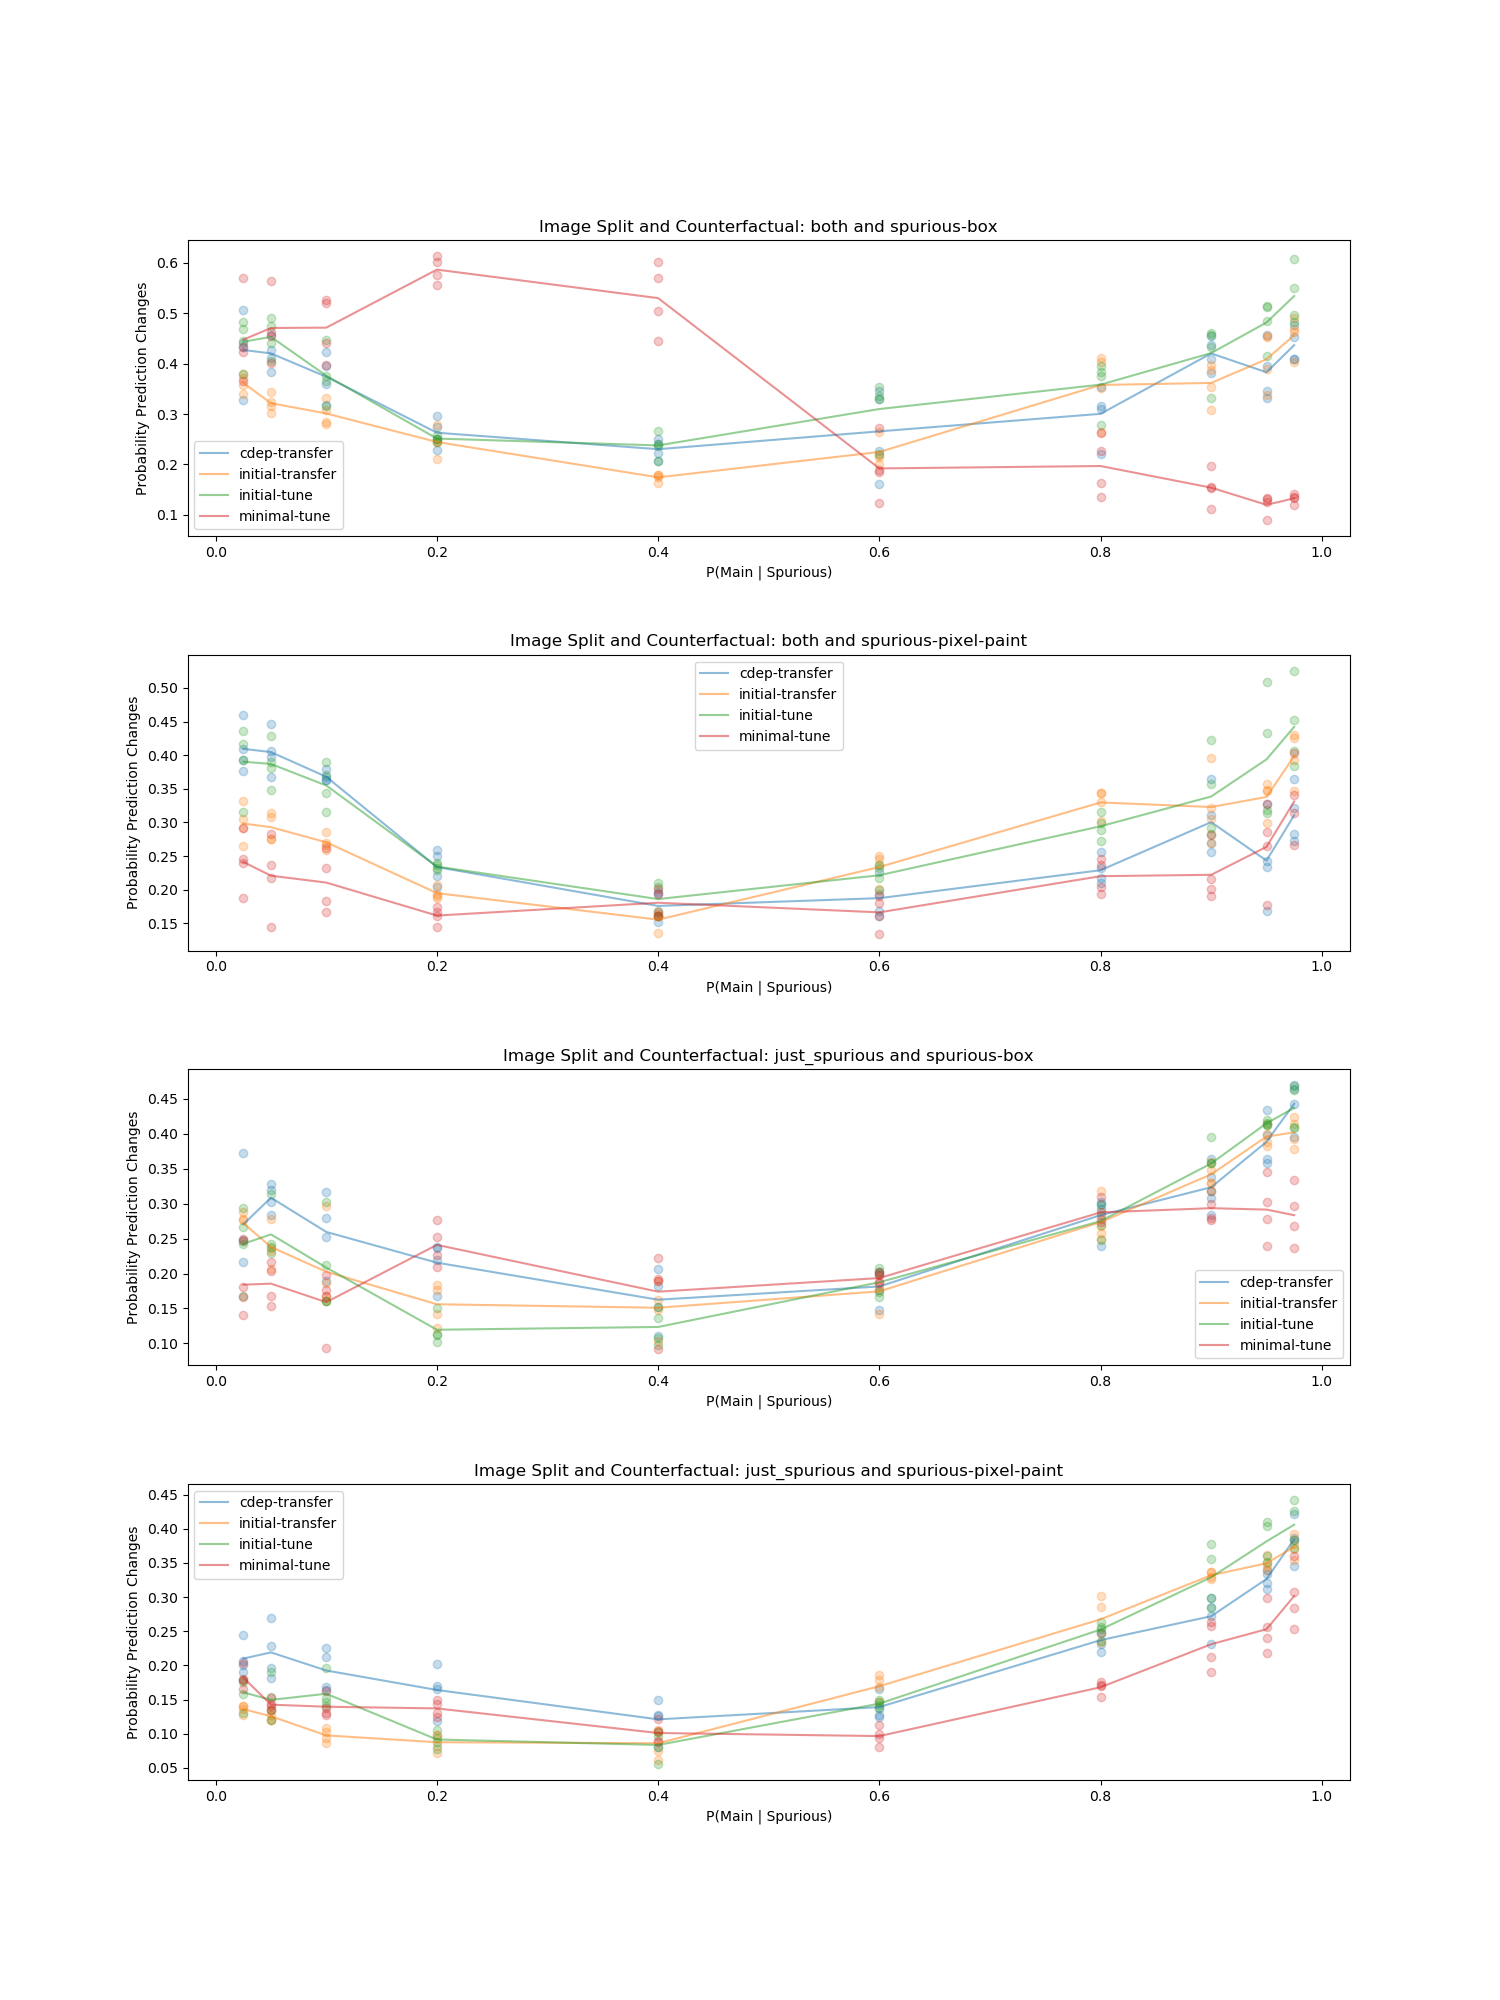 Image Split and Counterfactual: both and spurious-box
Probability Prediction Changes
0.6
0.5
0.4
0.3
0.2
0.1
cdep-transfer
initial-transfer
initial-tune
minimal-tune
0.0 0.2 0.4 0.6 0.8 1.0
P(Main | Spurious)
Image Split and Counterfactual: both and spurious-pixel-paint
Probability Prediction Changes
0.50
0.45
0.40
0.35
0.30
0.25
0.20
0.15
cdep-transfer
initial-transfer
initial-tune
minimal-tune
0.0 0.2 0.4 0.6 0.8 1.0
P(Main | Spurious)
Image Split and Counterfactual: just_spurious and spurious-box
Probability Prediction Changes
0.45
0.40
0.35
0.30
0.25
0.20
0.15
0.10
cdep-transfer
initial-transfer
initial-tune
minimal-tune
0.0 0.2 0.4 0.6 0.8 1.0
P(Main | Spurious)
Image Split and Counterfactual: just_spurious and spurious-pixel-paint
Probability Prediction Changes
0.45
0.40
0.35
0.30
0.25
0.20
0.15
0.10
0.05
cdep-transfer
initial-transfer
initial-tune
minimal-tune
0.0 0.2 0.4 0.6 0.8 1.0
P(Main | Spurious)